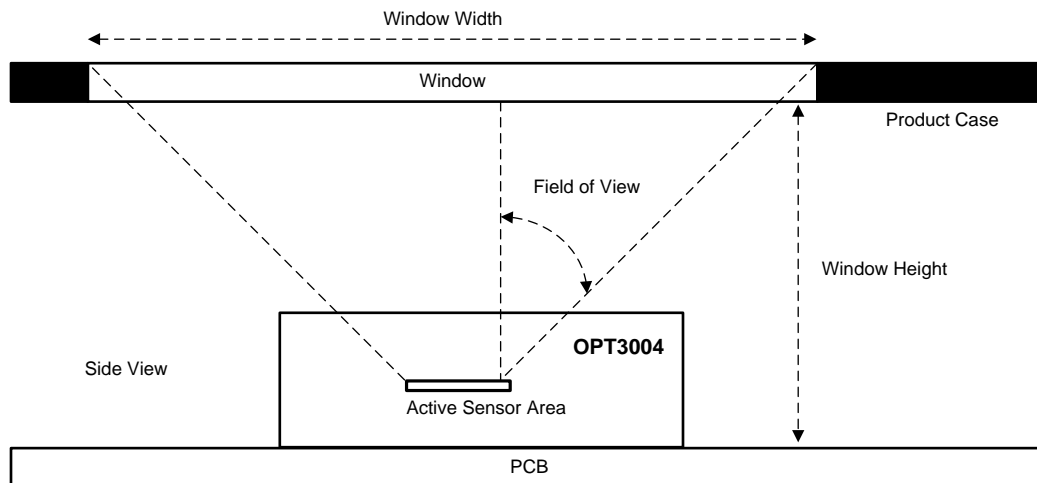 Window Width
Window
Product Case
Field of View
Window Height
OPT3004
Side View
Active Sensor Area
PCB